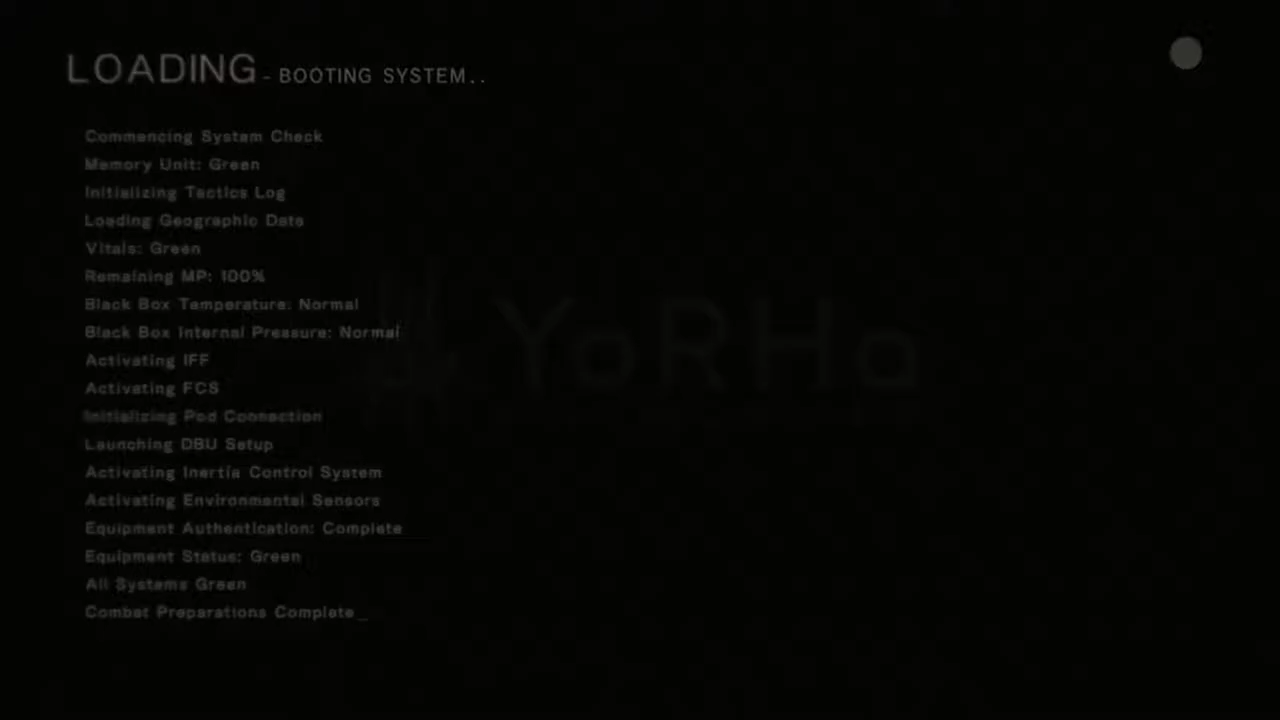 LOADING - BOOTING SYSTEM..
Commencing System Check
Memory Unit: Green
Initializing Tactics Log
Loading Geographic Data
Vitals: Green
Remaining MP: 100%
Black Box Temperature: Normal
Black Box Internal Pressure: Normal
YoRHa
Activating IFF
Activating FCS
Initializing Pod Connection
Launching DBU Setup
Activating Inertia Control System
Activating Environmental Sensors
Equipment Authentication: Complete
Equipment Status: Green
All Systems Green
Combat Preparations Complete_